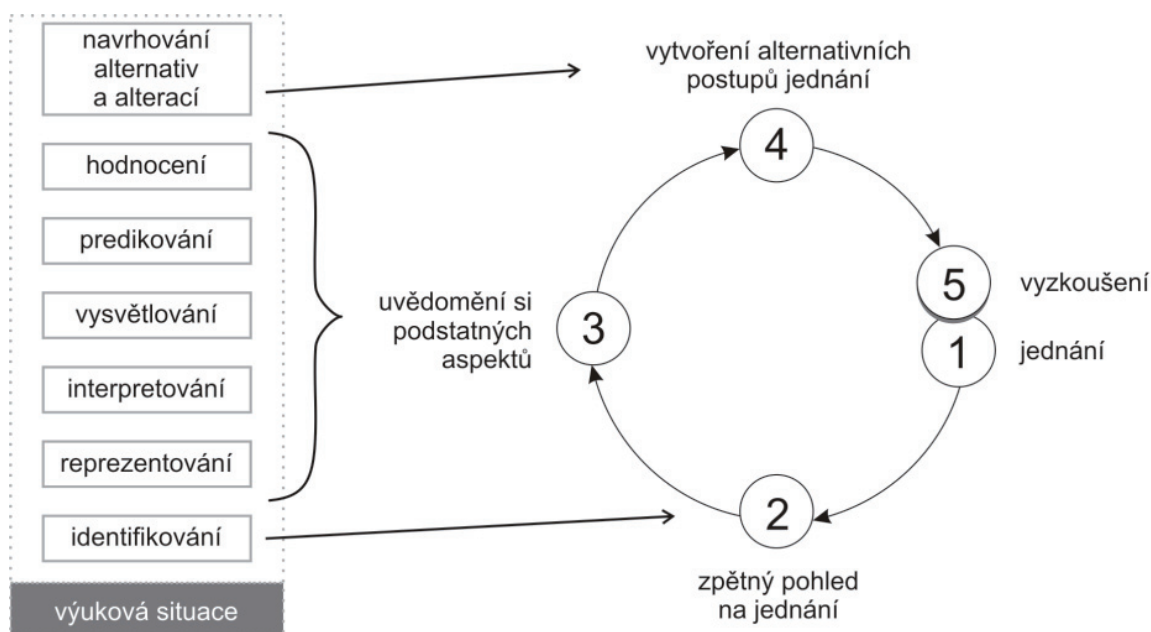 navrhování
alternativ
a alterací
hodnocení
predikování
vysvětlování
interpretování
reprezentování
identifikování
výuková situace
vytvoření alternativních
postupů jednání
4
5
vyzkoušení
1
jednání
uvědomění si
podstatných
aspektů
3
2
zpětný pohled
na jednání